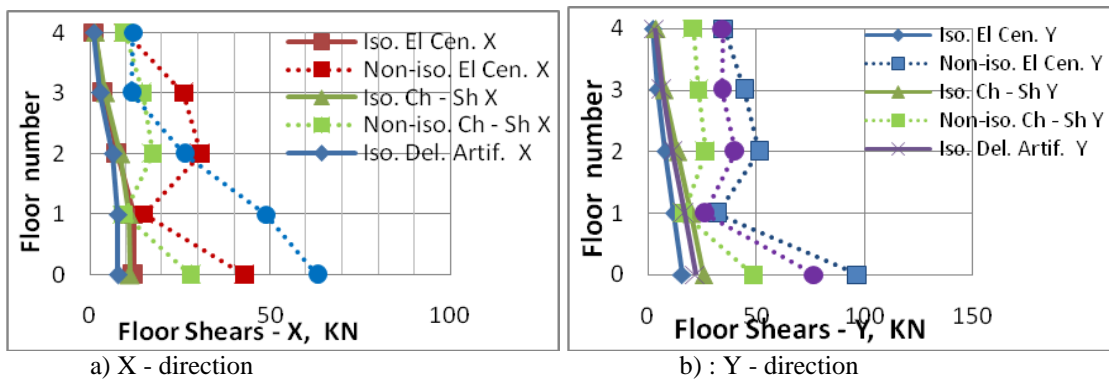 4
3
2
1
0
Floor number
0
50
100
Floor Shears - X, KN
Iso. El Cen. X
Non-iso. El Cen. X
Iso. Ch - Sh X
Non-iso. Ch - Sh X
Iso. Del. Artif. X
a) X - direction
4
3
2
1
0
Floor number
0
50
100
150
Floor Shears - Y, KN
Iso. El Cen. Y
Non-iso. El Cen. Y
Iso. Ch - Sh Y
Non-iso. Ch - Sh Y
Iso. Del. Artif. Y
b) : Y - direction